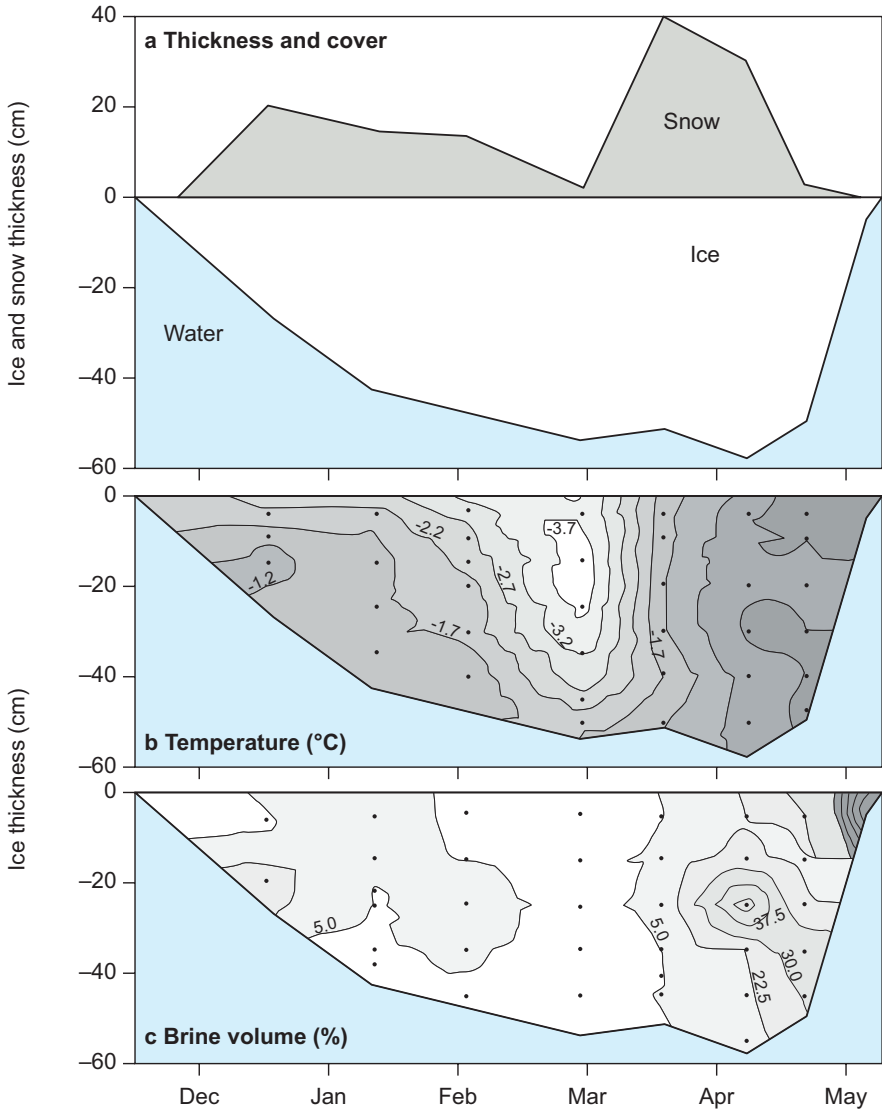 40
a Thickness and cover
20
Snow
0
Ice
–20
Water
–40
–60
Ice and snow thickness (cm)
0
-2.2
-3.7
–20
-1.2
-2.7
-1.7
-3.2
-1.7
–40
b Temperature (°C)
–60
Ice thickness (cm)
0
–20
5.0
5.0
37.5
–40
30.0
22.5
c Brine volume (%)
–60
Dec Jan Feb Mar Apr May